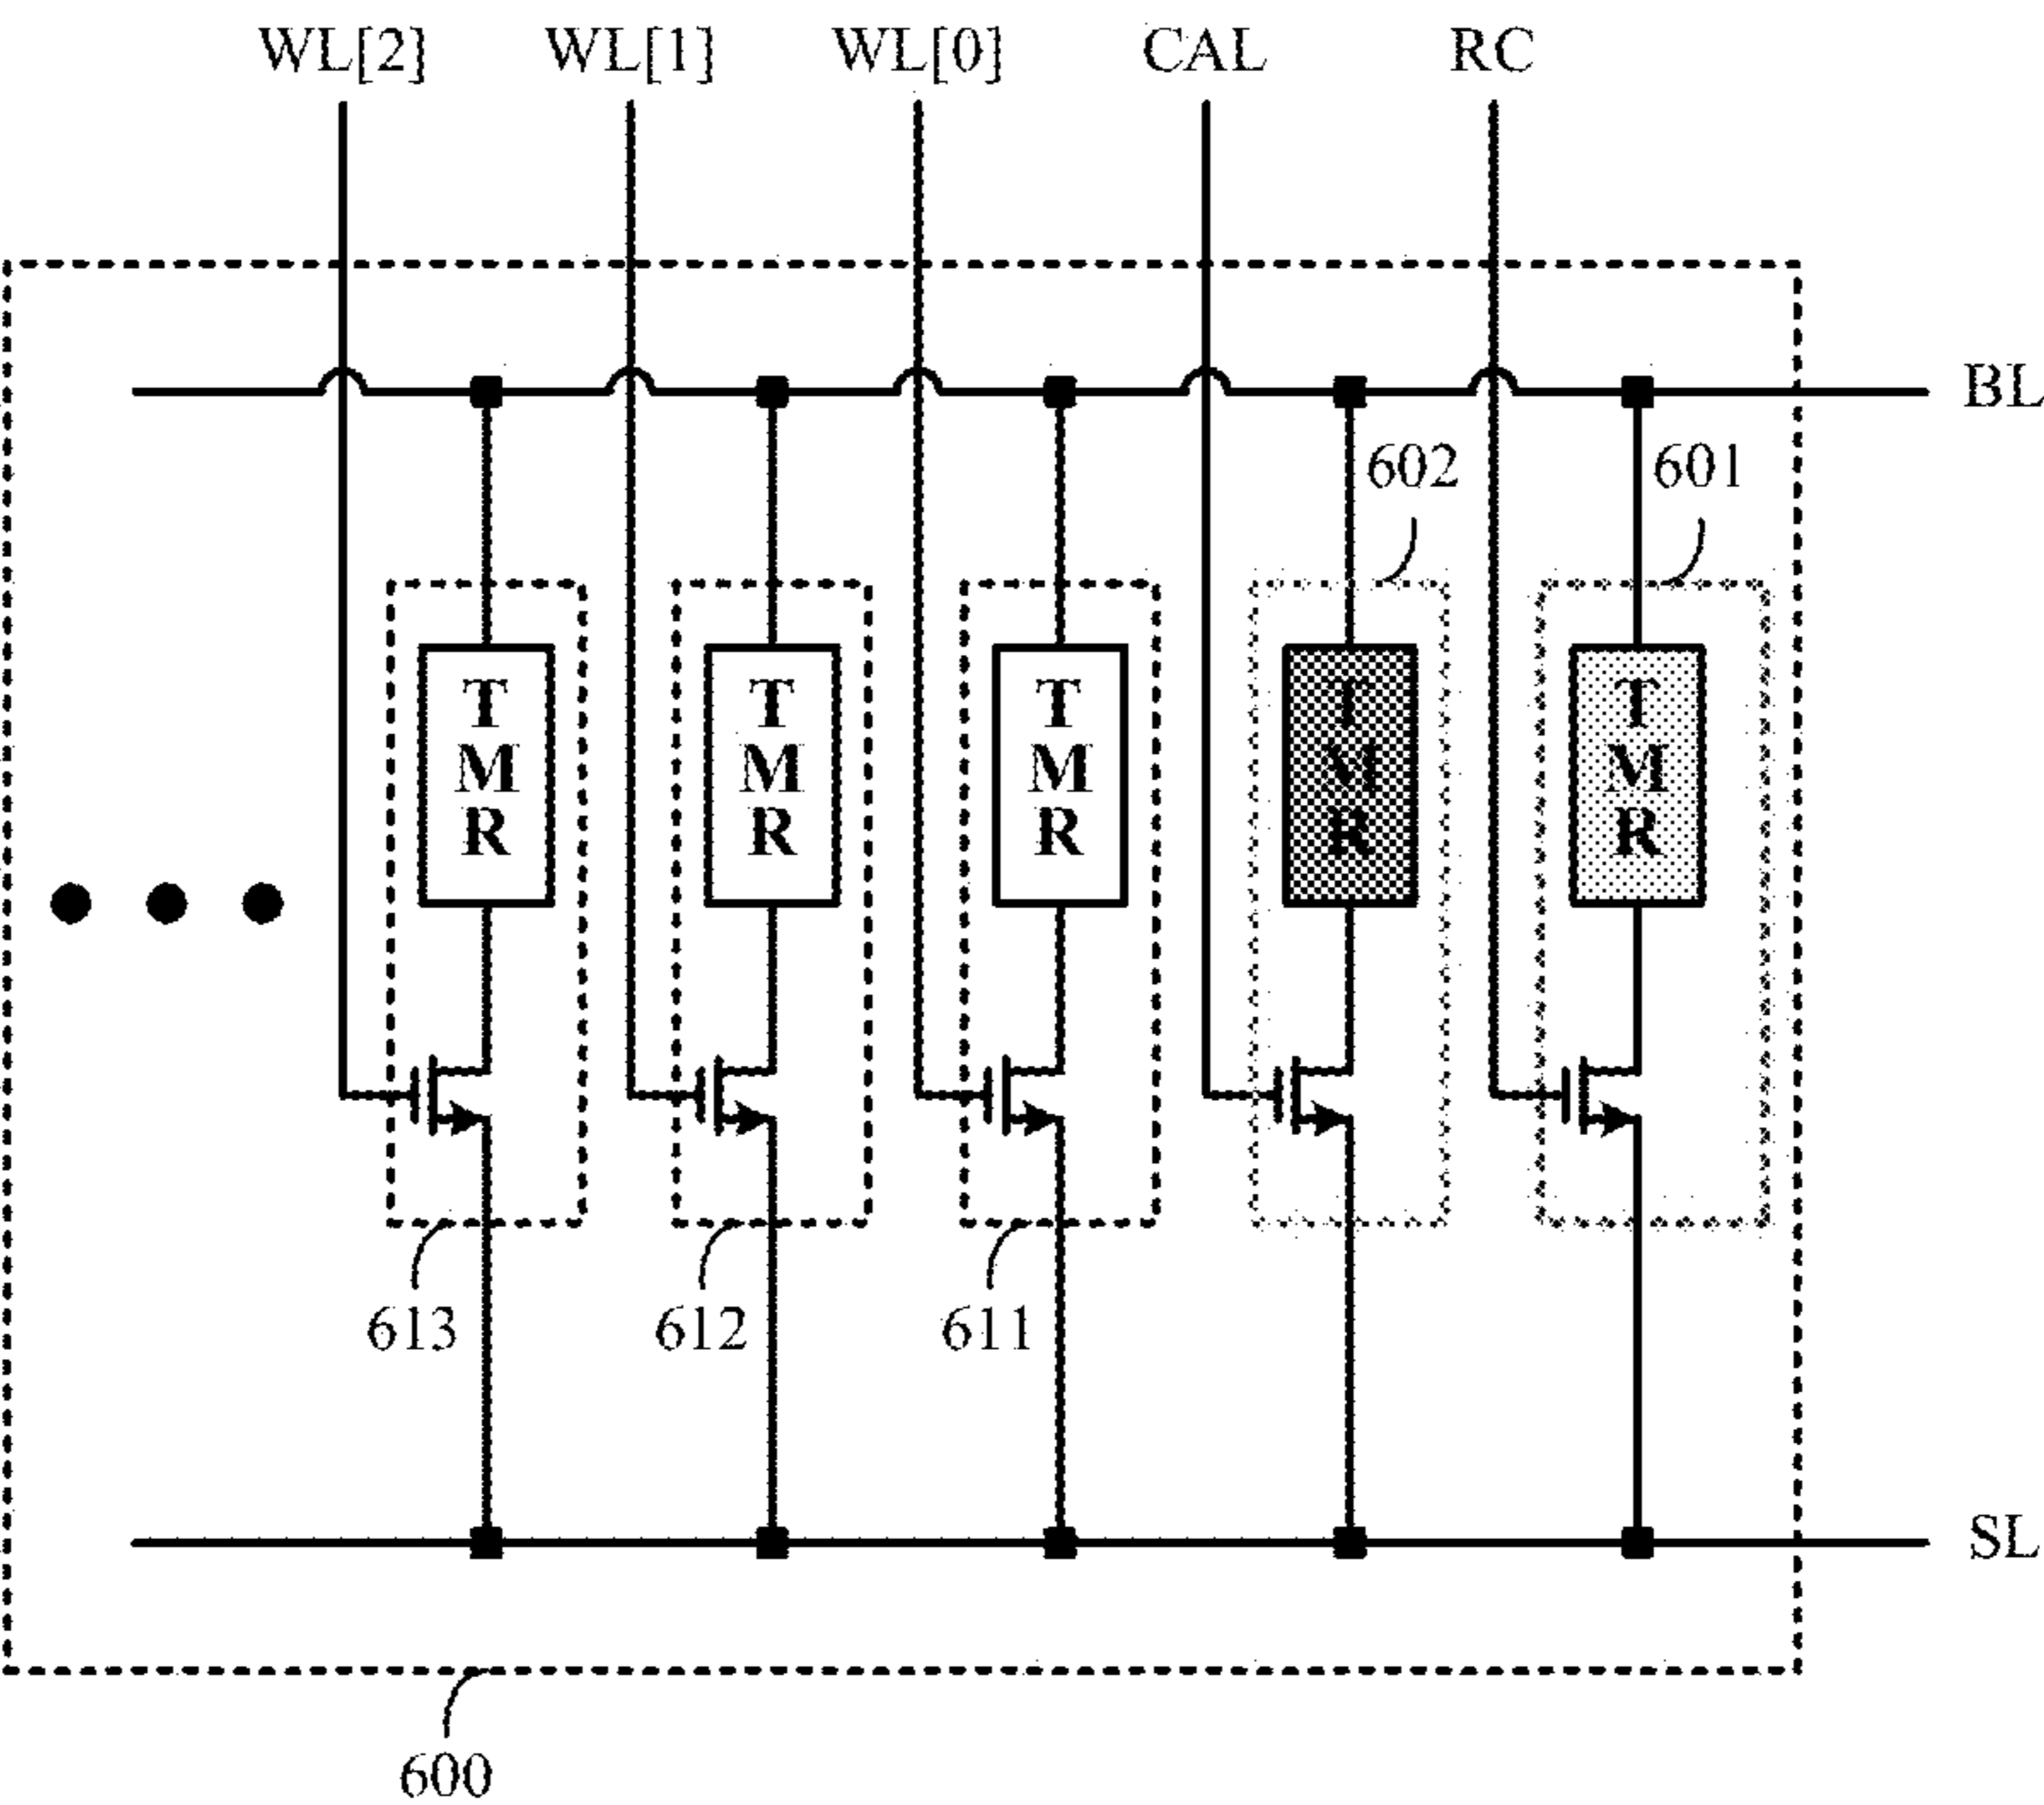 WL[2] WL[1] WL[0] CAL RC
BL
602 601
T T T T T
M M M M M
R R R R R
613 612 611
SL
600